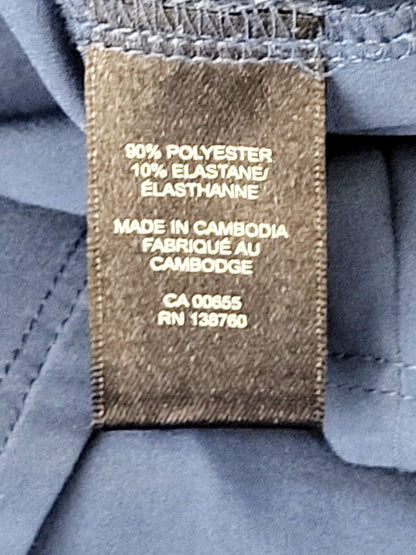 90% POLYESTER
10% ELASTANE/
ÉLASTHANNE
MADE IN CAMBODIA
FABRIQUÉ AU
CAMBODGE
CA 00655
RN 138760